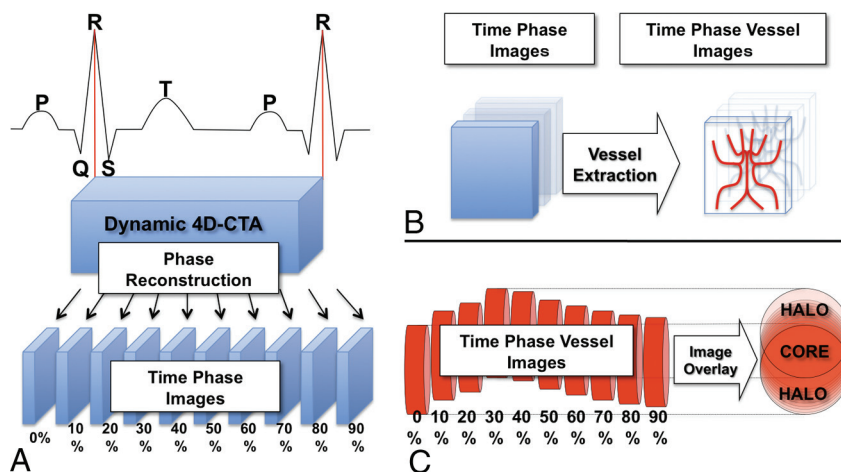 R
R
P
T
P
Q
S
Dynamic 4D-CTA
Phase
Reconstruction
Time Phase
Images
0%
10
%
20
%
30
%
40
%
50
%
60
%
70
%
80
%
90
%
A
Time Phase
Images
Time Phase Vessel
Images
Vessel
Extraction
B
Time Phase Vessel
Images
Image
Overlay
HALO
CORE
HALO
0
%
10
%
20
%
30
%
40
%
50
%
60
%
70
%
80
%
90
%
C